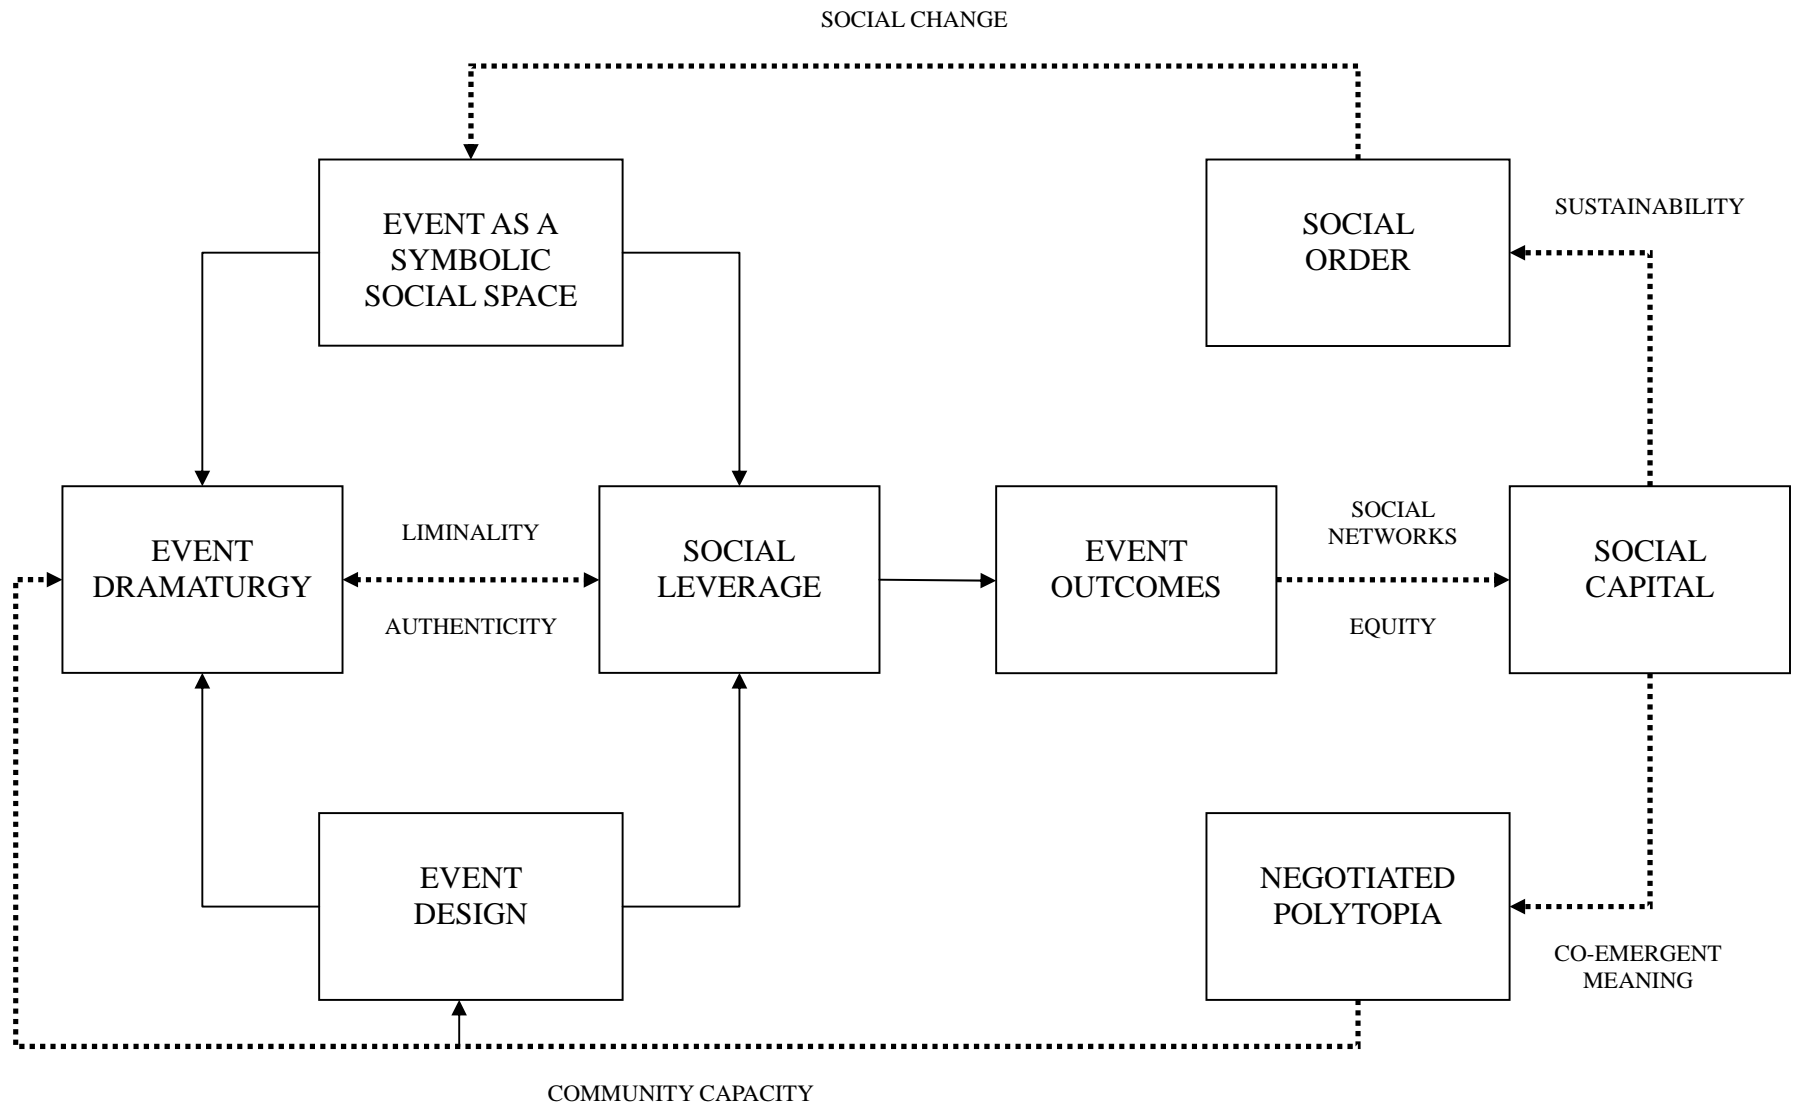 SOCIAL CHANGE
EVENT AS A
SYMBOLIC
SOCIAL SPACE
SOCIAL
ORDER
SUSTAINABILITY
EVENT
DRAMATURGY
LIMINALITY
AUTHENTICITY
SOCIAL
LEVERAGE
EVENT
OUTCOMES
SOCIAL
NETWORKS
EQUITY
SOCIAL
CAPITAL
EVENT
DESIGN
NEGOTIATED
POLYTOPIA
CO-EMERGENT
MEANING
COMMUNITY CAPACITY